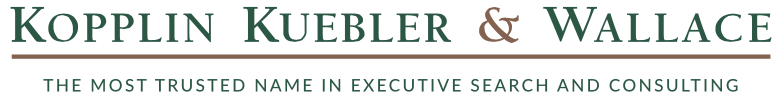 KOPPLIN KUEBLER & WALLACE
THE MOST TRUSTED NAME IN EXECUTIVE SEARCH AND CONSULTING